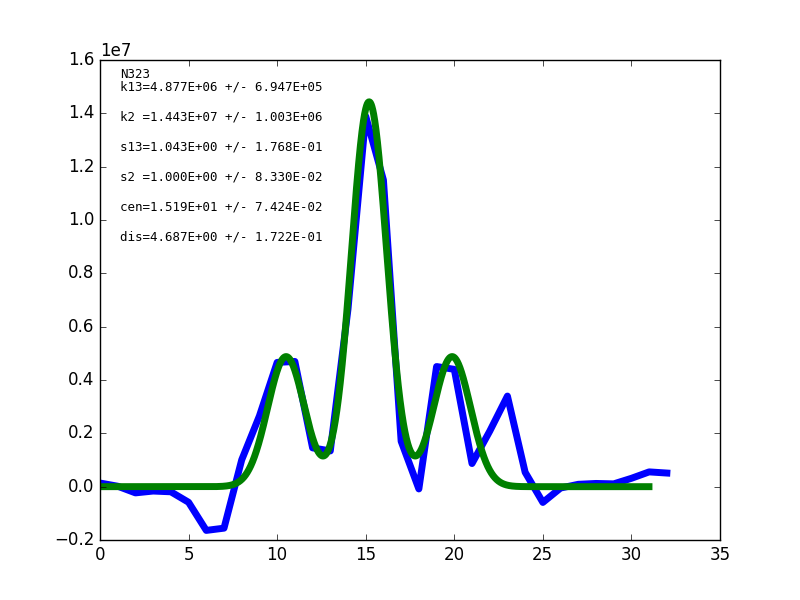 1e7
1.6
1.4
1.2
1.0
0.8
0.6
0.4
0.2
0.0
−0.2
N323
k13=4.877E+06 +/- 6.947E+05
k2 =1.443E+07 +/- 1.003E+06
s13=1.043E+00 +/- 1.768E-01
s2 =1.000E+00 +/- 8.330E-02
cen=1.519E+01 +/- 7.424E-02
dis=4.687E+00 +/- 1.722E-01
0 5 10 15 20 25 30 35